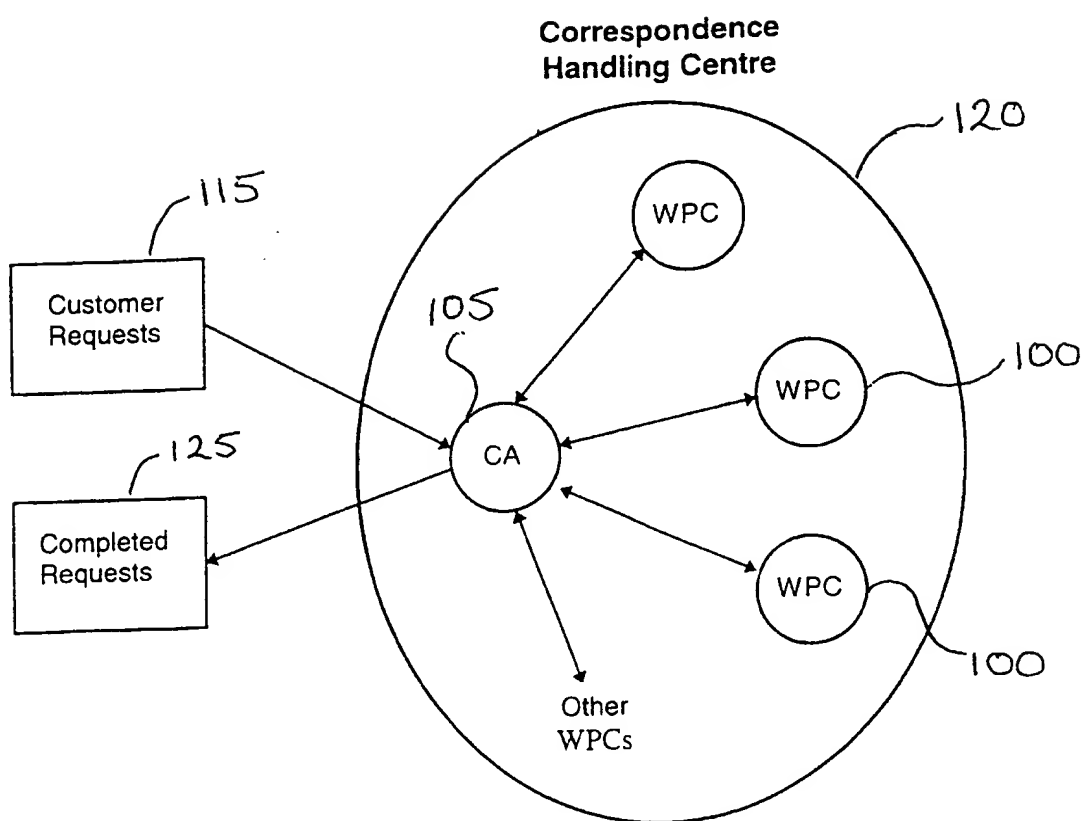 Correspondence
Handling Centre
120
115
WPC
Customer
Requests
105
100
WPC
CA
125
Completed
Requests
WPC
100
Other
WPCs